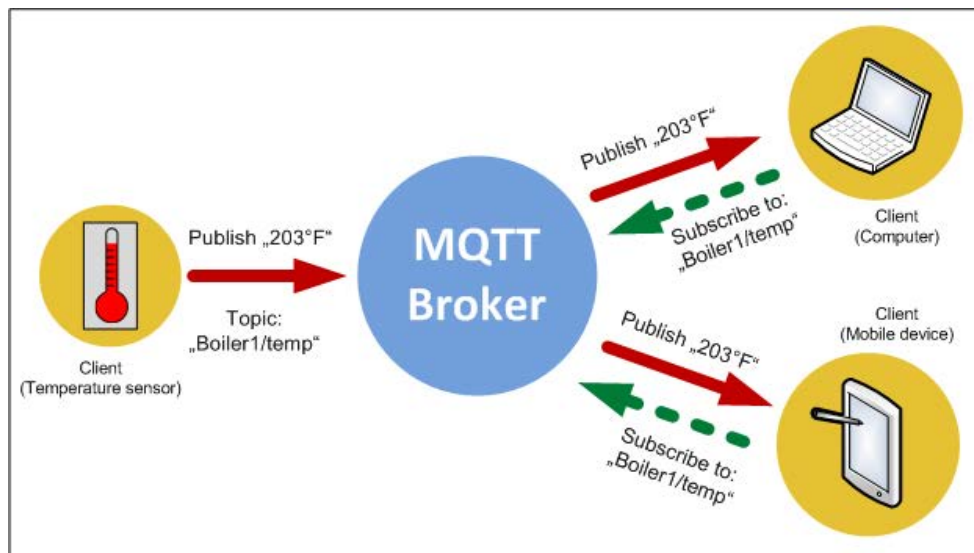 Publish „203°F“
Topic:
„Boiler1/temp“
Client
(Temperature sensor)
MQTT
Broker
Publish „203°F“
Subscribe to:
„Boiler1/temp“
Client
(Computer)
Publish „203°F“
Subscribe to:
„Boiler1/temp“
Client
(Mobile device)